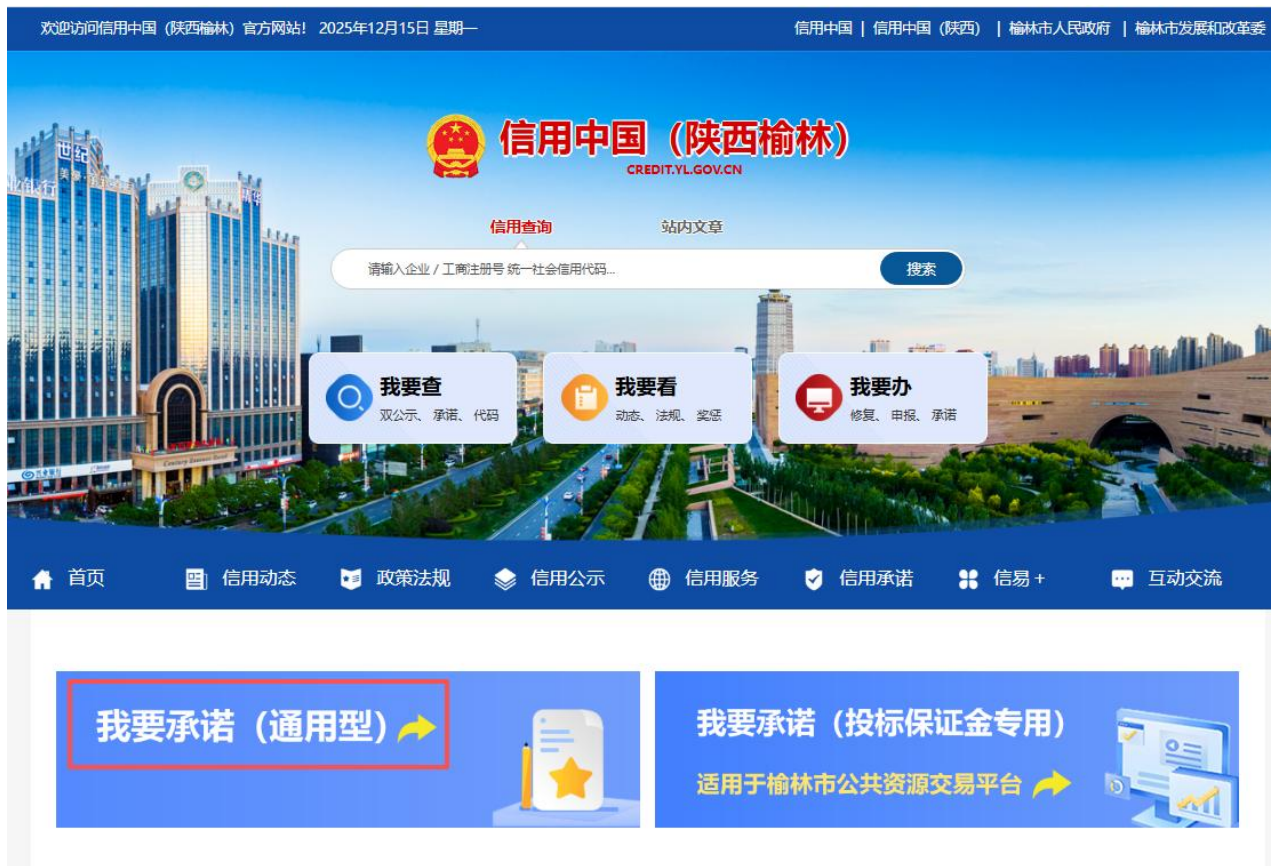 欢迎访问信用中国（陕西榆林）官方网站！ 2025年12月15日 星期一
信用中国 | 信用中国（陕西） | 榆林市人民政府 | 榆林市发展和改革委
信用中国（陕西榆林）
CREDIT.YL.GOV.CN
信用查询 站内文章
请输入企业 / 工商注册号 统一社会信用代码...
搜索
世纪
精华
我要查
双公示、承诺、代码
我要看
动态、法规、奖惩
我要办
修复、申报、承诺
兴业银行
首页 信用动态 政策法规 信用公示 信用服务 信用承诺 信易+ 互动交流
我要承诺（通用型）
我要承诺（投标保证金专用）
适用于榆林市公共资源交易平台